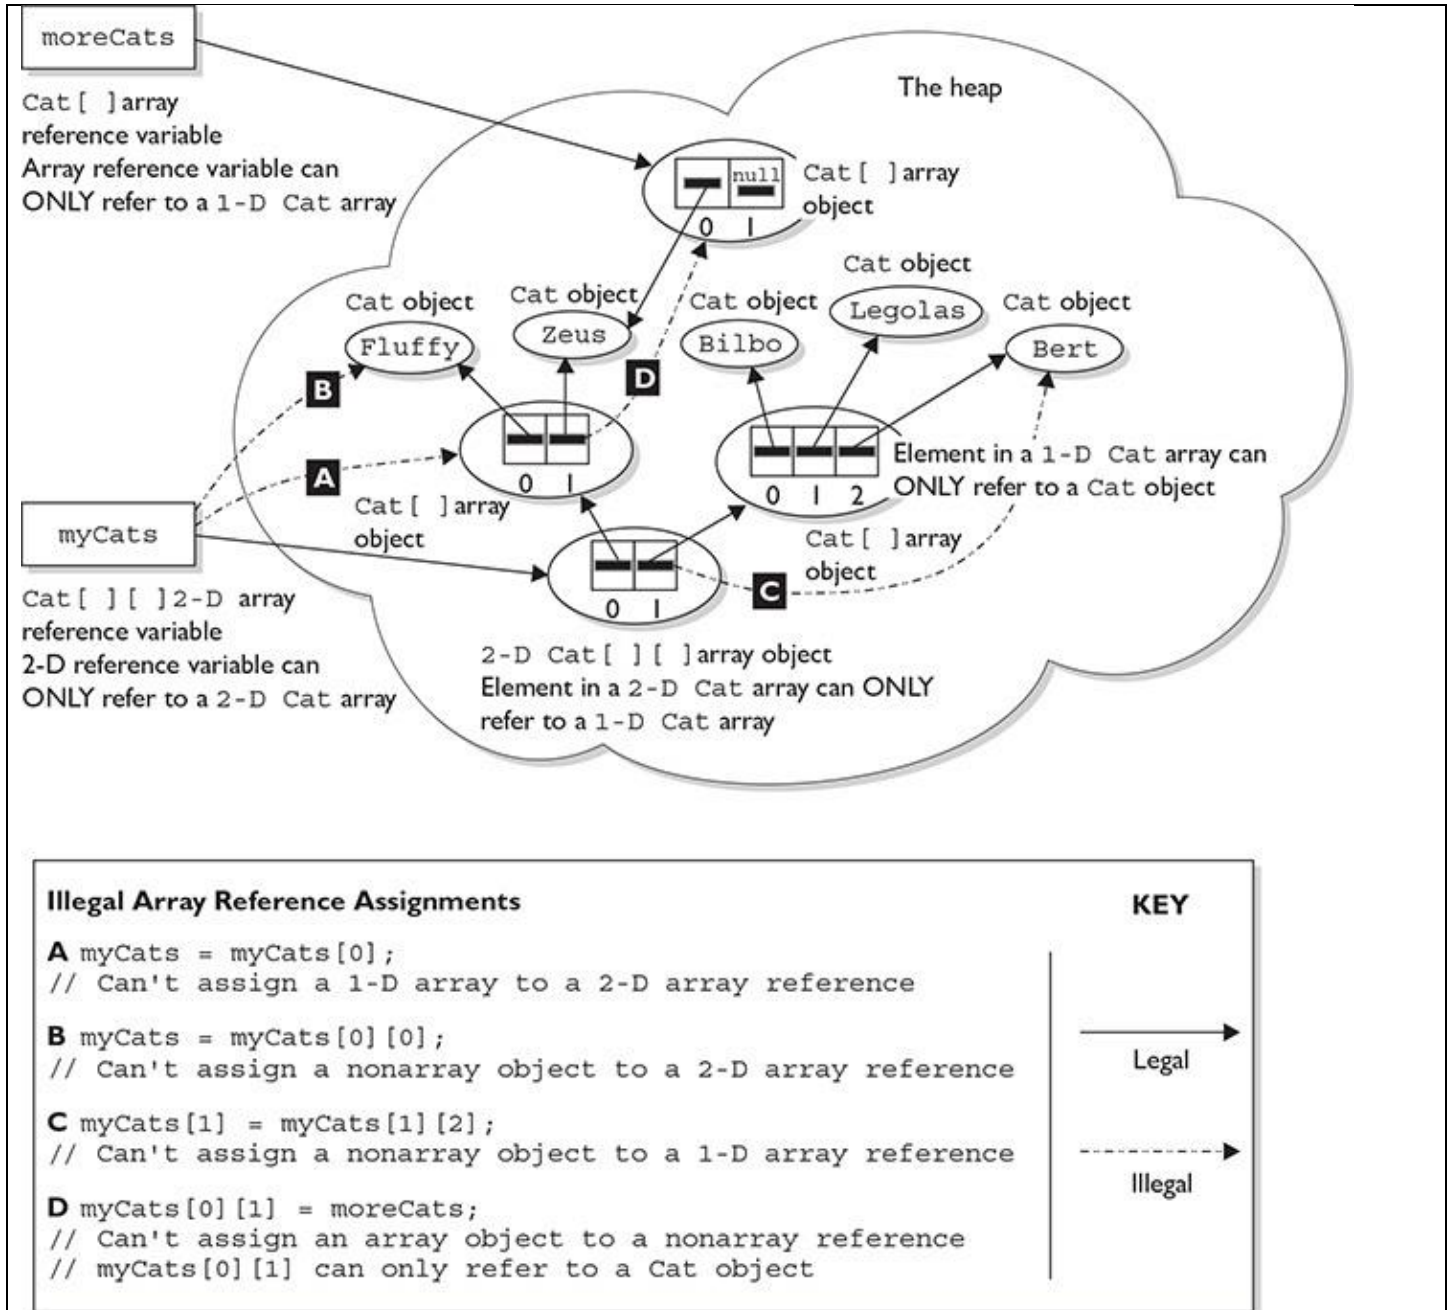 moreCats
Cat[ ]array
reference variable
Array reference variable can
ONLY refer to a 1-D Cat array
The heap
null
0 1
Cat[ ]array
object
Cat object
Fluffy
Cat object
Zeus
Cat object
Bilbo
Cat object
Legolas
Cat object
Bert
B
D
A
0 1
Cat[ ]array
object
0 1 2
Element in a 1-D Cat array can
ONLY refer to a Cat object
Cat[ ]array
object
C
myCats
Cat[ ][ ]2-D array
reference variable
2-D reference variable can
ONLY refer to a 2-D Cat array
0 1
2-D Cat[ ][ ]array object
Element in a 2-D Cat array can ONLY
refer to a 1-D Cat array
Illegal Array Reference Assignments
A myCats = myCats[0];
// Can't assign a 1-D array to a 2-D array reference
B myCats = myCats[0][0];
// Can't assign a nonarray object to a 2-D array reference
C myCats[1] = myCats[1][2];
// Can't assign a nonarray object to a 1-D array reference
D myCats[0][1] = moreCats;
// Can't assign an array object to a nonarray reference
// myCats[0][1] can only refer to a Cat object
KEY
Legal
Illegal